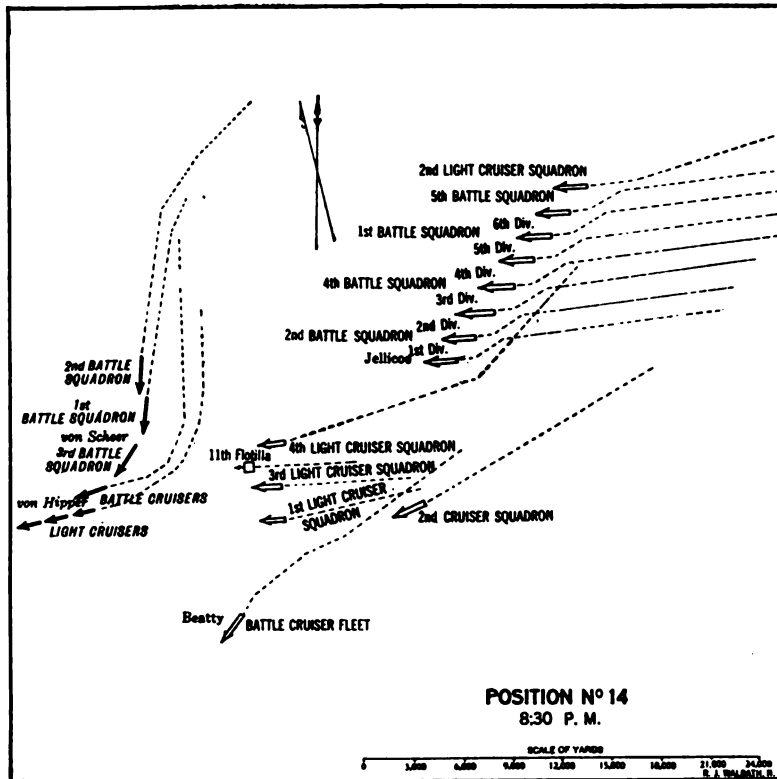 2nd LIGHT CRUISER SQUADRON
5th BATTLE SQUADRON
6th Div.
1st BATTLE SQUADRON
5th Div.
4th Div.
4th BATTLE SQUADRON
3rd Div.
2nd Div.
2nd BATTLE SQUADRON
1st Div.
Jellicoe
2nd BATTLE
SQUADRON
1st
BATTLE SQUADRON
von Scheer
3rd BATTLE
SQUADRON
von Hipper
BATTLE CRUISERS
LIGHT CRUISERS
4th LIGHT CRUISER SQUADRON
11th Flotilla
3rd LIGHT CRUISER SQUADRON
1st LIGHT CRUISER
SQUADRON
2nd CRUISER SQUADRON
Beatty
BATTLE CRUISER FLEET
POSITION Nº 14
8:30 P. M.
SCALE OF YARDS
0 3,000 6,000 9,000 12,000 15,000 18,000 21,000 24,000